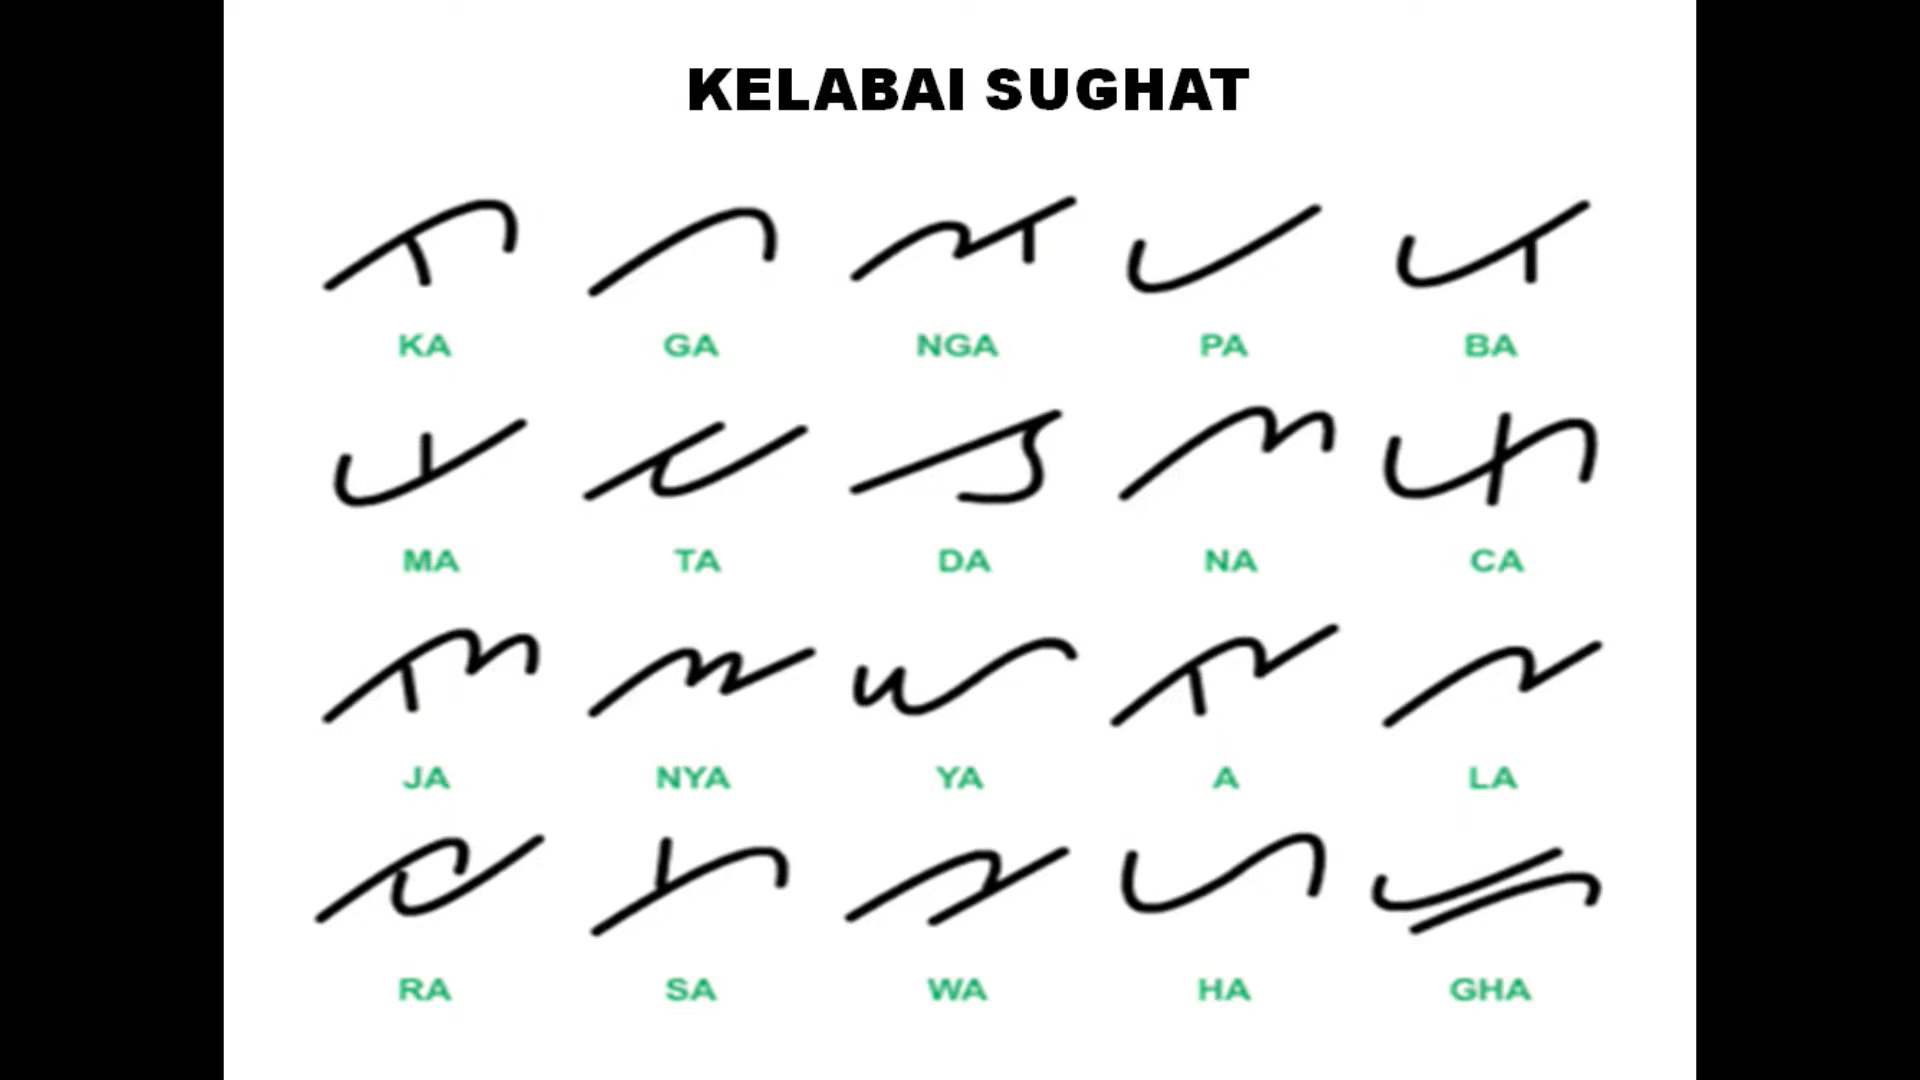 KELABAI SUGHAT
KA GA NGA PA BA
MA TA DA NA CA
JA NYA YA A LA
RA SA WA HA GHA